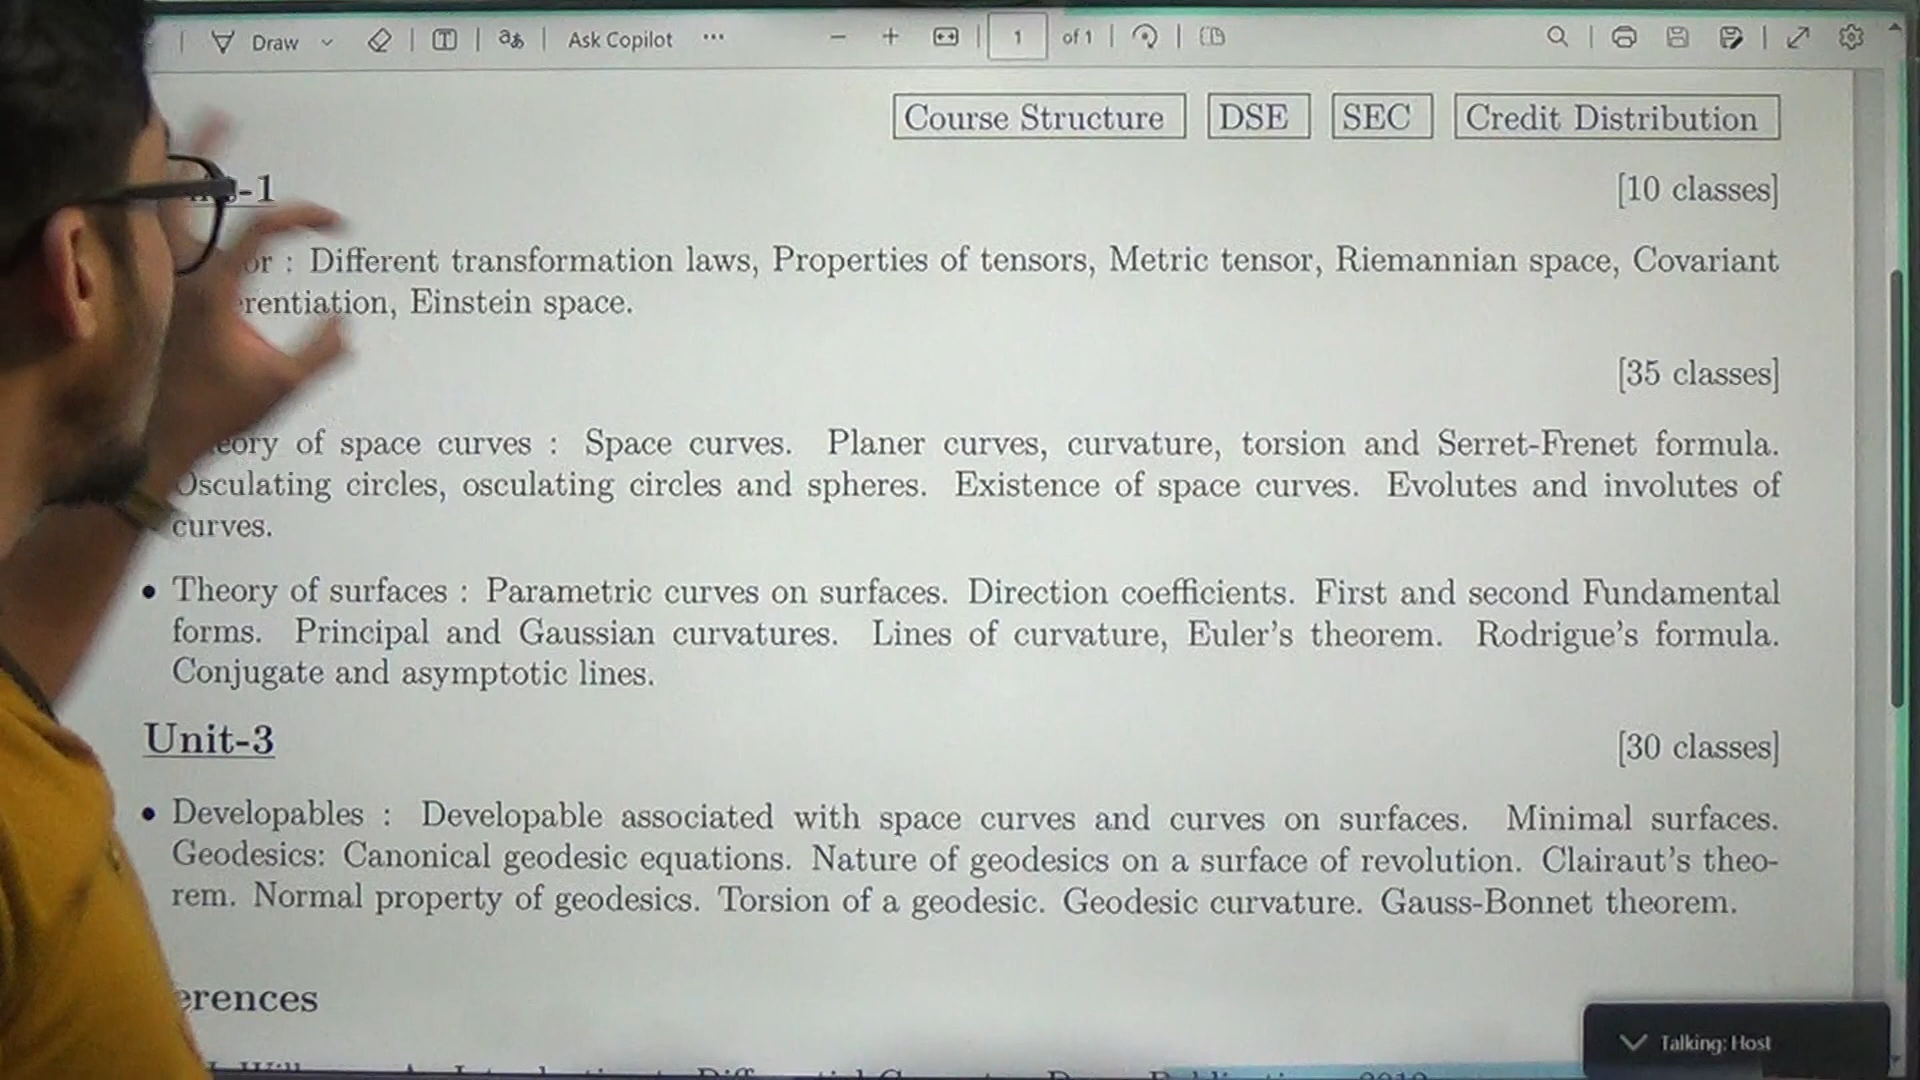 Draw aあ Ask Copilot ··· 1 of 1
Course Structure DSE SEC Credit Distribution
-1 [10 classes]
: Different transformation laws, Properties of tensors, Metric tensor, Riemannian space, Covariant
Einstein space.
[35 classes]
of space curves : Space curves. Planer curves, curvature, torsion and Serret-Frenet formula.
Osculating circles, osculating circles and spheres. Existence of space curves. Evolutes and involutes of
curves.
• Theory of surfaces : Parametric curves on surfaces. Direction coefficients. First and second Fundamental
forms. Principal and Gaussian curvatures. Lines of curvature, Euler's theorem. Rodrigue's formula.
Conjugate and asymptotic lines.
Unit-3 [30 classes]
• Developables : Developable associated with space curves and curves on surfaces. Minimal surfaces.
Geodesics: Canonical geodesic equations. Nature of geodesics on a surface of revolution. Clairaut's theo-
rem. Normal property of geodesics. Torsion of a geodesic. Geodesic curvature. Gauss-Bonnet theorem.
erences
Talking: Host